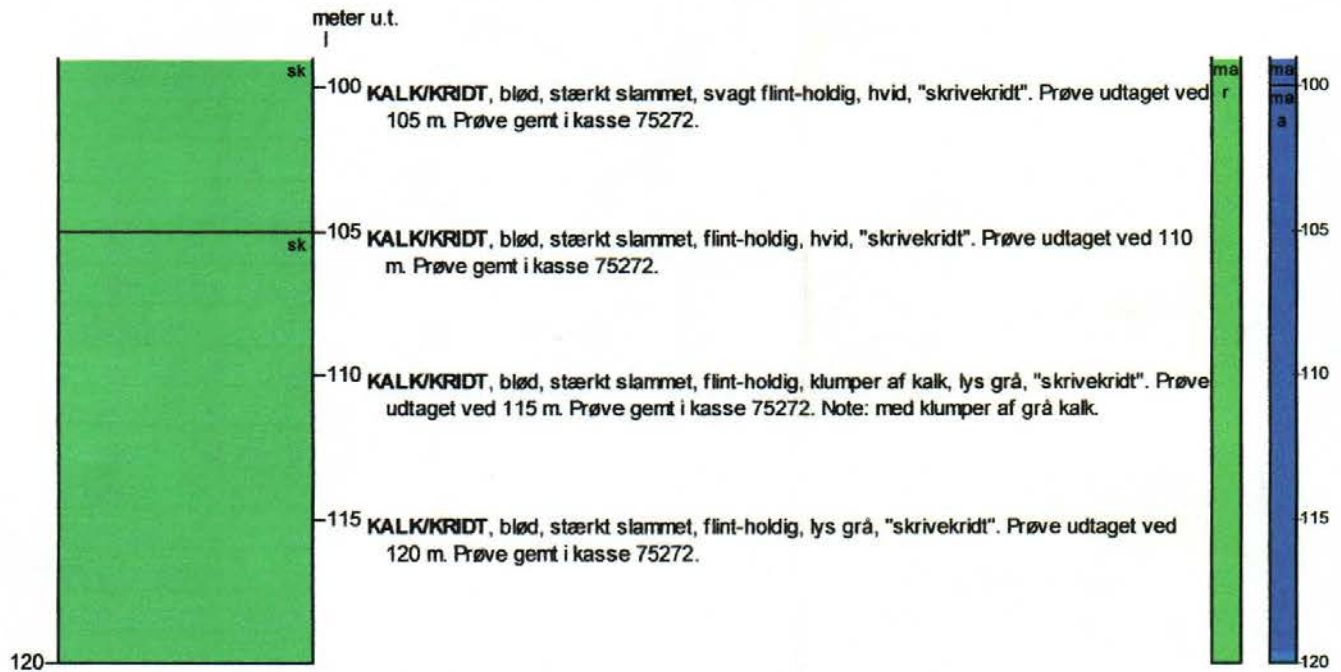 meter u.t.
sk
100 KALK/KRIDT, blød, stærkt slammet, svagt flint-holdig, hvid, "skrivekridt". Prøve udtaget ved
105 m. Prøve gemt i kasse 75272.
ma
r
ma
100
ma
a
105 KALK/KRIDT, blød, stærkt slammet, flint-holdig, hvid, "skrivekridt". Prøve udtaget ved 110
m. Prøve gemt i kasse 75272.
sk
105
110 KALK/KRIDT, blød, stærkt slammet, flint-holdig, klumper af kalk, lys grå, "skrivekridt". Prøve
udtaget ved 115 m. Prøve gemt i kasse 75272. Note: med klumper af grå kalk.
110
115 KALK/KRIDT, blød, stærkt slammet, flint-holdig, lys grå, "skrivekridt". Prøve udtaget ved
120 m. Prøve gemt i kasse 75272.
115
120
120